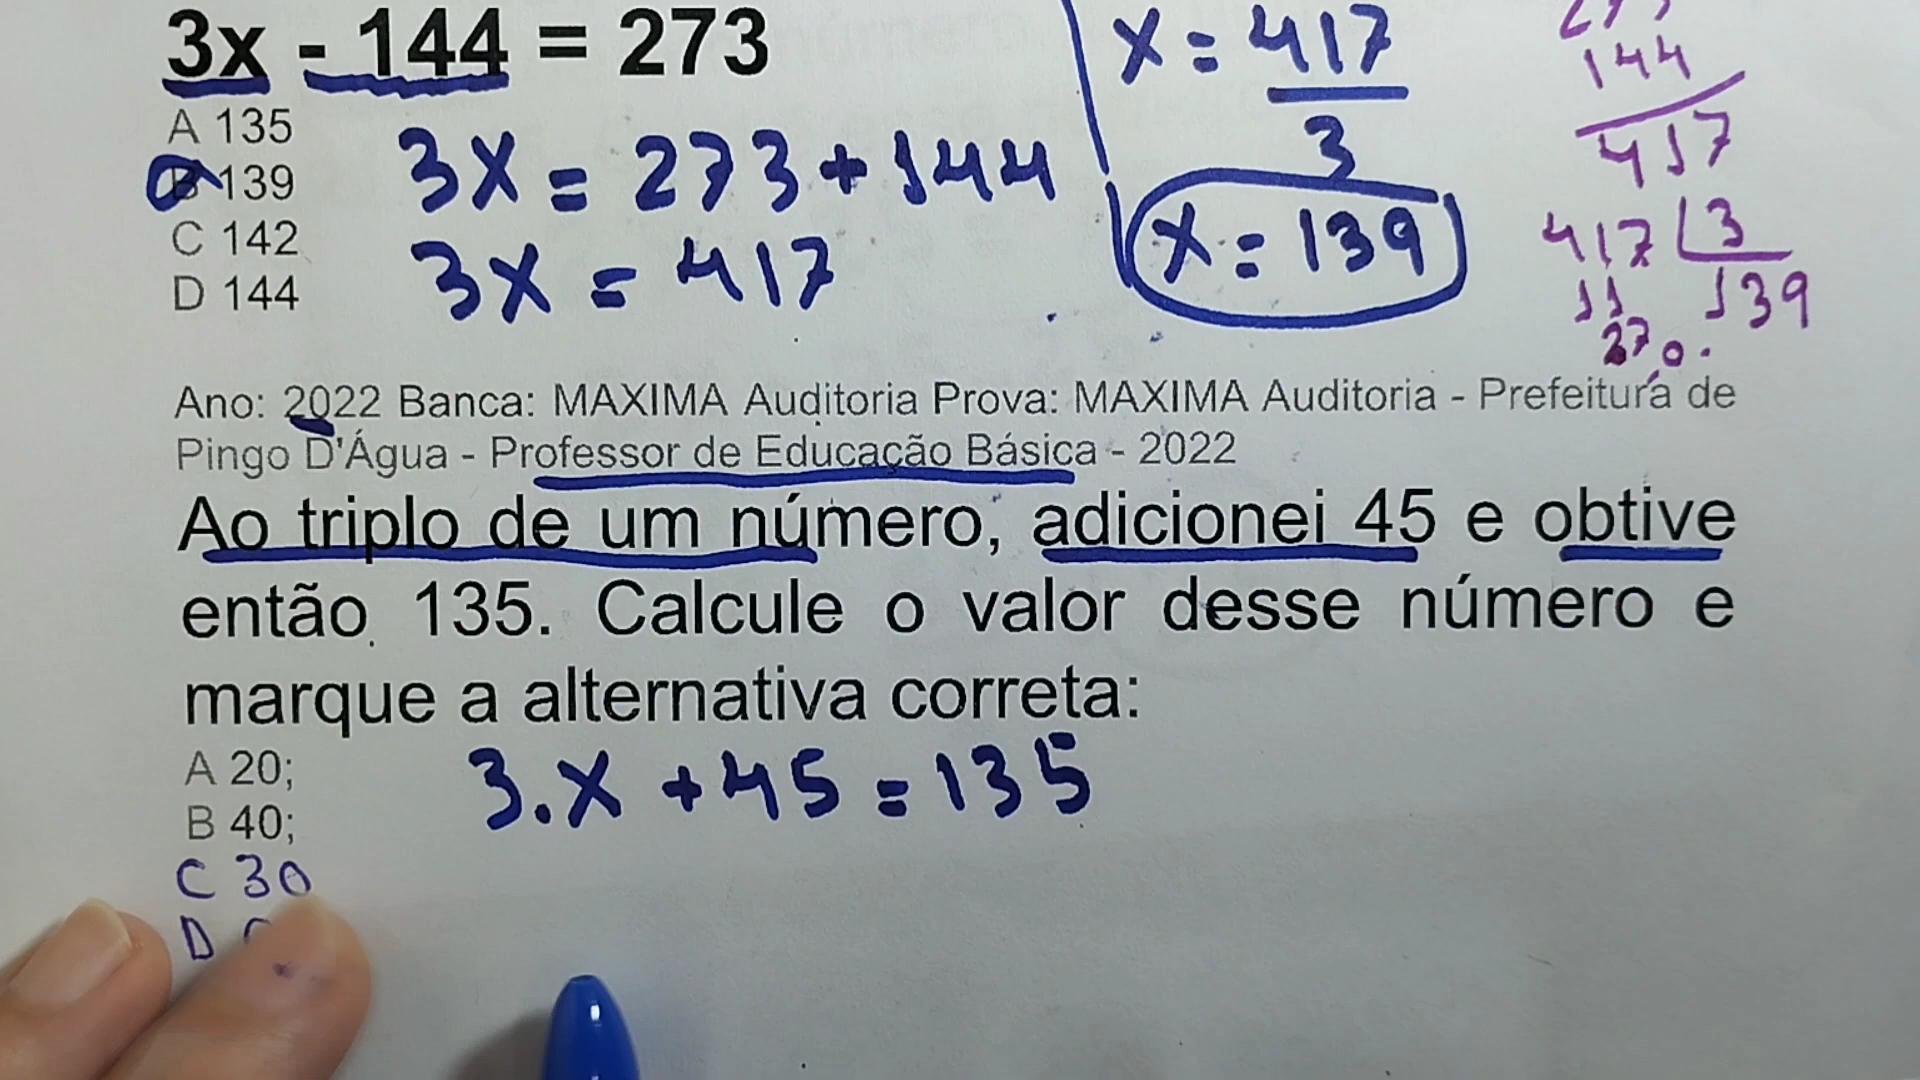 3x - 144 = 273
A 135
B 139
C 142
D 144
3X = 273 + 144
3X = 417
X = 417
3
X = 139
144
417
417 3
11 139
27
0
Ano: 2022 Banca: MAXIMA Auditoria Prova: MAXIMA Auditoria - Prefeitura de
Pingo D'Água - Professor de Educação Básica - 2022
Ao triplo de um número, adicionei 45 e obtive
então 135. Calcule o valor desse número e
marque a alternativa correta:
A 20;
B 40;
C 30
D
3.X + 45 = 135